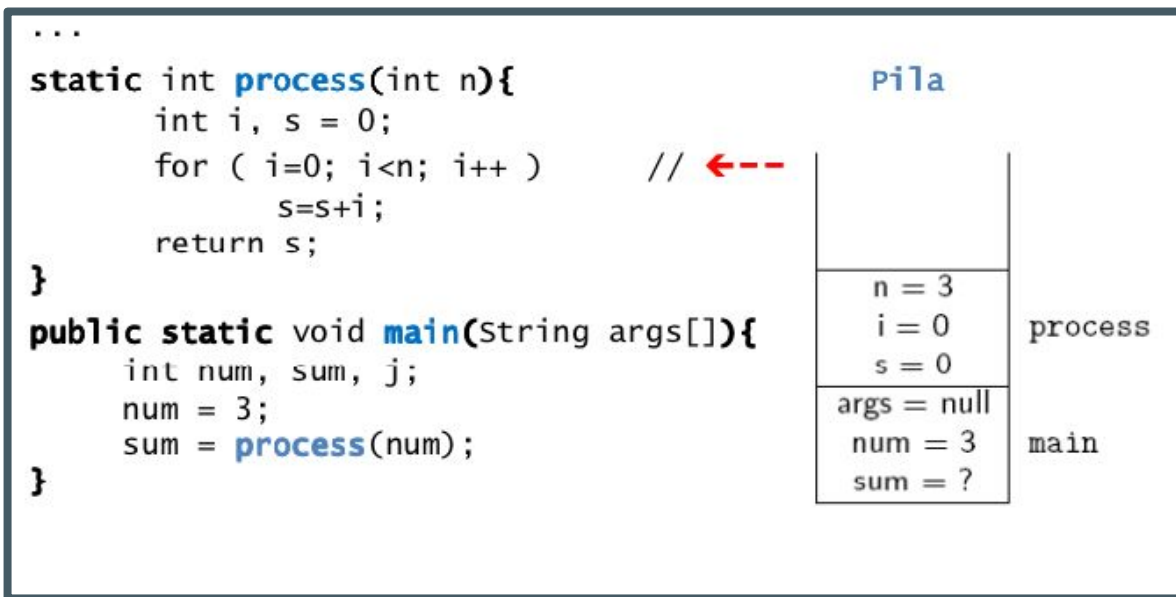 ...
static int process(int n){
int i, s = 0;
for ( i=0; i<n; i++ ) // ←---
s=s+i;
return s;
}
public static void main(String args[]){
int num, sum, j;
num = 3;
sum = process(num);
}
Pila
n = 3
i = 0
s = 0
process
args = null
num = 3
sum = ?
main